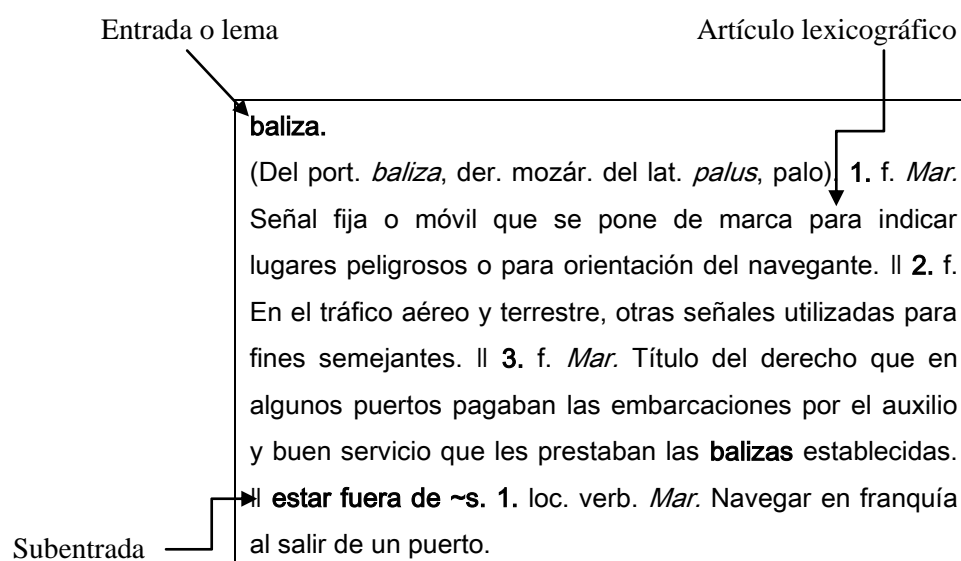 Entrada o lema
Artículo lexicográfico
baliza.
(Del port. baliza, der. mozár. del lat. palus, palo). 1. f. Mar.
Señal fija o móvil que se pone de marca para indicar
lugares peligrosos o para orientación del navegante. ǁ 2. f.
En el tráfico aéreo y terrestre, otras señales utilizadas para
fines semejantes. ǁ 3. f. Mar. Título del derecho que en
algunos puertos pagaban las embarcaciones por el auxilio
y buen servicio que les prestaban las balizas establecidas.
ǁ estar fuera de ~s. 1. loc. verb. Mar. Navegar en franquía
al salir de un puerto.
Subentrada